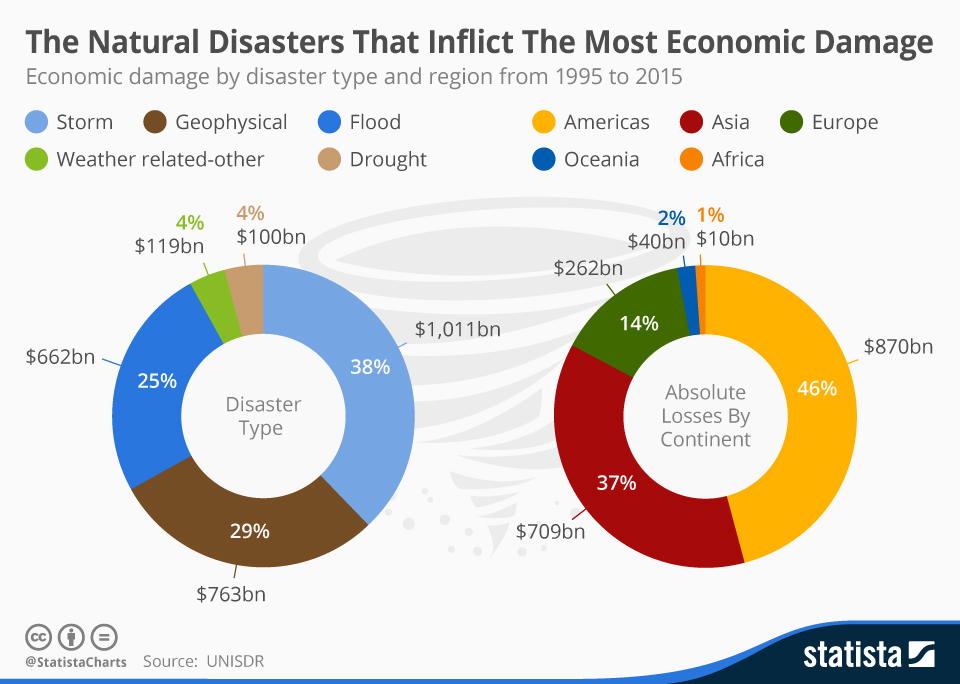 The Natural Disasters That Inflict The Most Economic Damage
Economic damage by disaster type and region from 1995 to 2015
Storm Geophysical Flood
Weather related-other Drought
Americas Asia Europe
Oceania Africa
4%
$119bn
4%
$100bn
$1,011bn
38%
$662bn
25%
29%
$763bn
Disaster
Type
2%
$40bn
1%
$10bn
$262bn
14%
$870bn
46%
37%
$709bn
Absolute
Losses By
Continent
cc
@StatistaCharts Source: UNISDR
statista